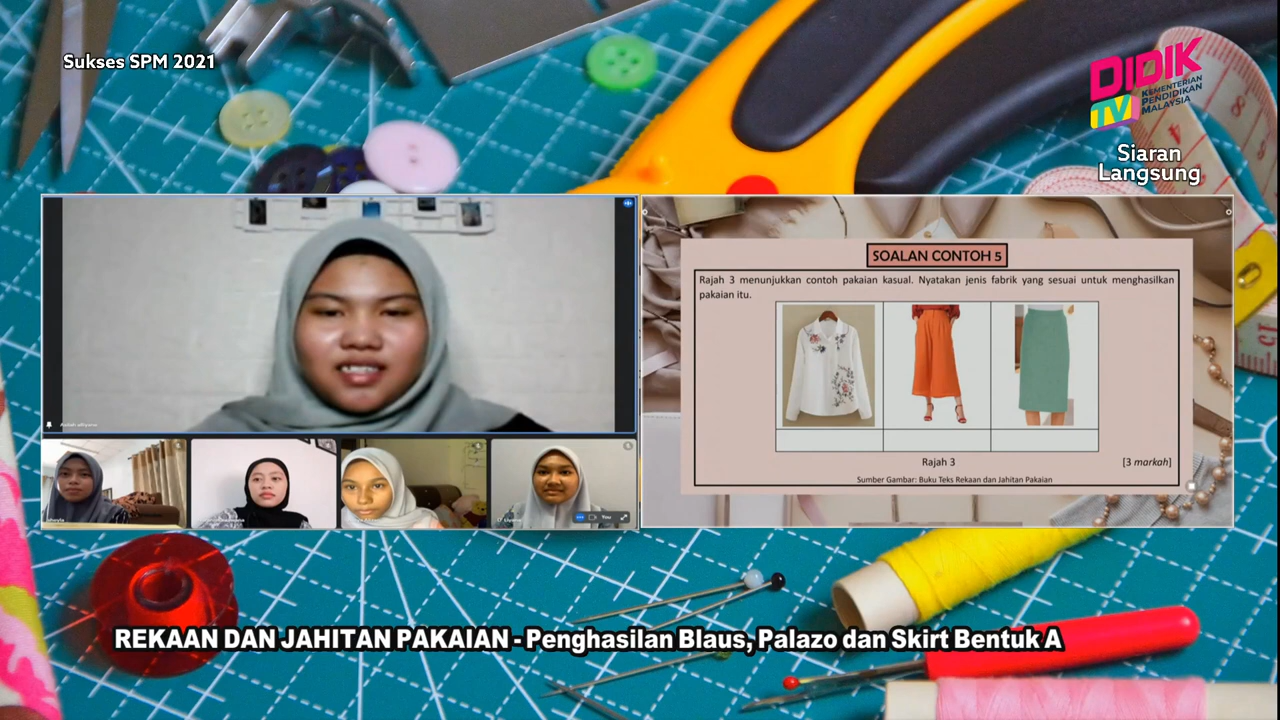 Sukses SPM 2021
DIDIK
TV
KEMENTERIAN
PENDIDIKAN
MALAYSIA
Siaran
Langsung
SOALAN CONTOH 5
Rajah 3 menunjukkan contoh pakaian kasual. Nyatakan jenis fabrik yang sesuai untuk menghasilkan
pakaian itu.
Rajah 3
[3 markah]
Sumber Gambar: Buku Teks Rekaan dan Jahitan Pakaian
You
REKAAN DAN JAHITAN PAKAIAN - Penghasilan Blaus, Palazo dan Skirt Bentuk A